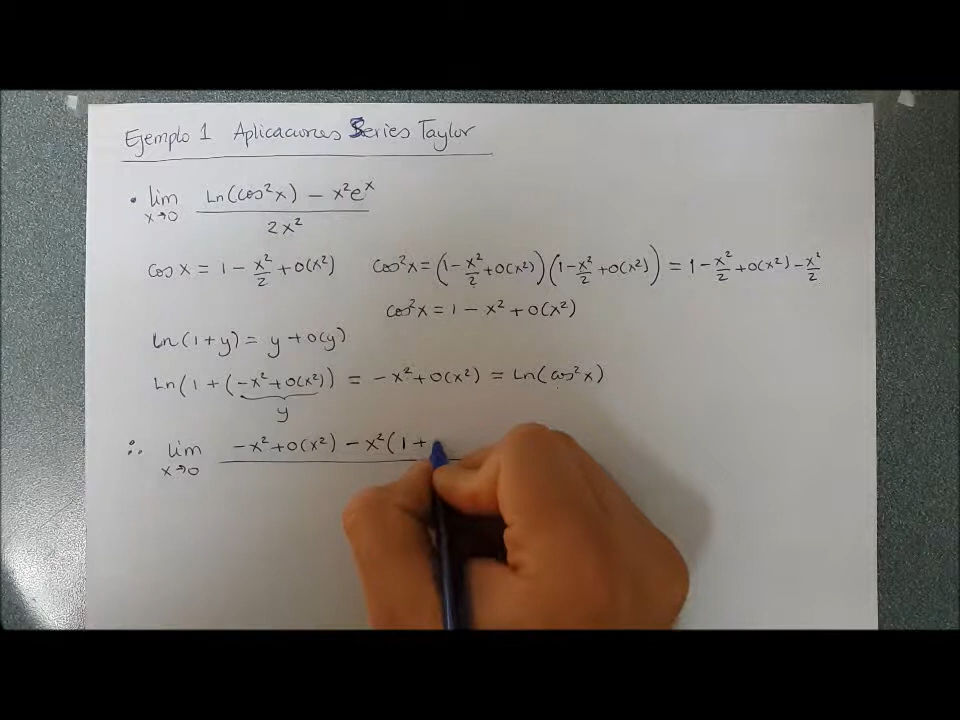 Ejemplo 1 Aplicaciones Series Taylor
• lim x→0 (Ln(cos²x) − x²eˣ) / 2x²
cos x = 1 − x²/2 + o(x²) cos²x = (1 − x²/2 + o(x²))(1 − x²/2 + o(x²)) = 1 − x²/2 + o(x²) − x²/2
cos²x = 1 − x² + o(x²)
Ln(1 + y) = y + o(y)
Ln(1 + (−x² + o(x²)) = −x² + o(x²) = Ln(cos²x)
y
∴ lim x→0 −x² + o(x²) − x²(1 +